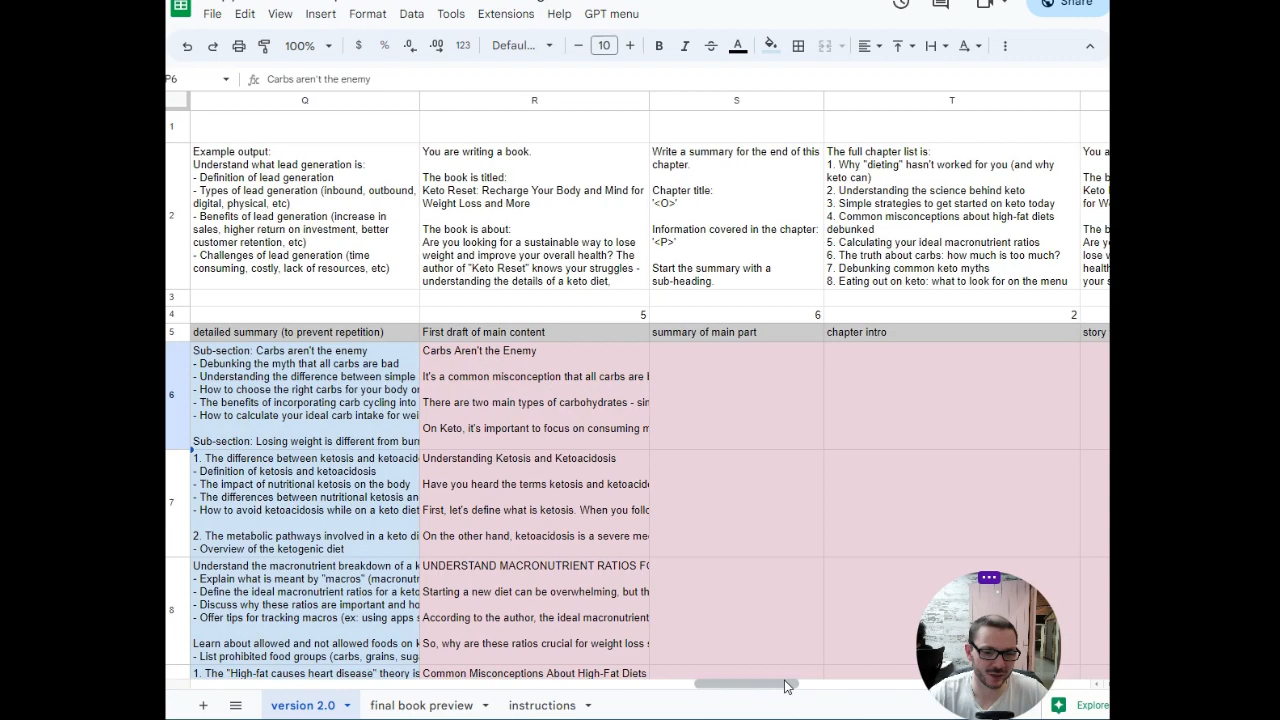 File Edit View Insert Format Data Tools Extensions Help GPT menu
Share
100% $ % .0 .00 123 Defaul... − 10 + B I S A
P6 fx Carbs aren't the enemy
Q R S T
1
2
Example output:
Understand what lead generation is:
- Definition of lead generation
- Types of lead generation (inbound, outbound,
digital, physical, etc)
- Benefits of lead generation (increase in
sales, higher return on investment, better
customer retention, etc)
- Challenges of lead generation (time
consuming, costly, lack of resources, etc)
You are writing a book.
The book is titled:
Keto Reset: Recharge Your Body and Mind for
Weight Loss and More
The book is about:
Are you looking for a sustainable way to lose
weight and improve your overall health? The
author of "Keto Reset" knows your struggles -
understanding the details of a keto diet,
Write a summary for the end of this
chapter.
Chapter title:
'<O>'
Information covered in the chapter:
'<P>'
Start the summary with a
sub-heading.
The full chapter list is:
1. Why "dieting" hasn't worked for you (and why
keto can)
2. Understanding the science behind keto
3. Simple strategies to get started on keto today
4. Common misconceptions about high-fat diets
debunked
5. Calculating your ideal macronutrient ratios
6. The truth about carbs: how much is too much?
7. Debunking common keto myths
8. Eating out on keto: what to look for on the menu
You a
The b
Keto
for W
Are y
lose w
health
your s
3
4 5 6 2
5 detailed summary (to prevent repetition) First draft of main content summary of main part chapter intro story
6
Sub-section: Carbs aren't the enemy
- Debunking the myth that all carbs are bad
- Understanding the difference between simple
- How to choose the right carbs for your body or
- The benefits of incorporating carb cycling into
- How to calculate your ideal carb intake for wei
Sub-section: Losing weight is different from bun
Carbs Aren't the Enemy
It's a common misconception that all carbs are b
There are two main types of carbohydrates - sin
On Keto, it's important to focus on consuming m
7
1. The difference between ketosis and ketoacid
- Definition of ketosis and ketoacidosis
- The impact of nutritional ketosis on the body
- The differences between nutritional ketosis an
- How to avoid ketoacidosis while on a keto diet
2. The metabolic pathways involved in a keto di
- Overview of the ketogenic diet
Understanding Ketosis and Ketoacidosis
Have you heard the terms ketosis and ketoacido
First, let's define what is ketosis. When you follo
On the other hand, ketoacidosis is a severe me
8
Understand the macronutrient breakdown of a k
- Explain what is meant by "macros" (macronutr
- Define the ideal macronutrient ratios for a keto
- Discuss why these ratios are important and ho
- Offer tips for tracking macros (ex: using apps s
Learn about allowed and not allowed foods on k
- List prohibited food groups (carbs, grains, sug
UNDERSTAND MACRONUTRIENT RATIOS FO
Starting a new diet can be overwhelming, but th
According to the author, the ideal macronutrient
So, why are these ratios crucial for weight loss s
1. The "High-fat causes heart disease" theory is
Common Misconceptions About High-Fat Diets
+ version 2.0 final book preview instructions Explore